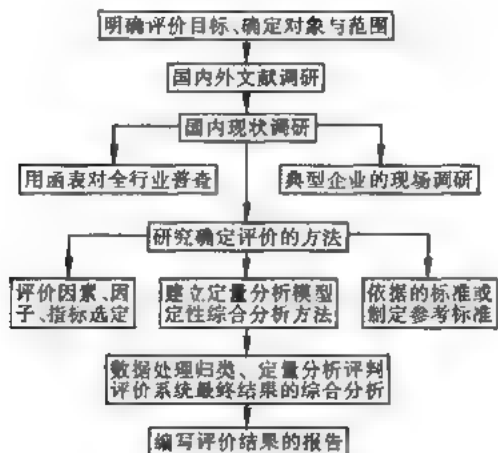 明确评价目标、确定对象与范围
国内外文献调研
国内现状调研
用函表对全行业普查
典型企业的现场调研
研究确定评价的方法
评价因素、因
子、指标选定
建立定量分析模型
定性综合分析方法
依据的标准或
制定参考标准
数据处理归类、定量分析评判
评价系统最终结果的综合分析
编写评价结果的报告